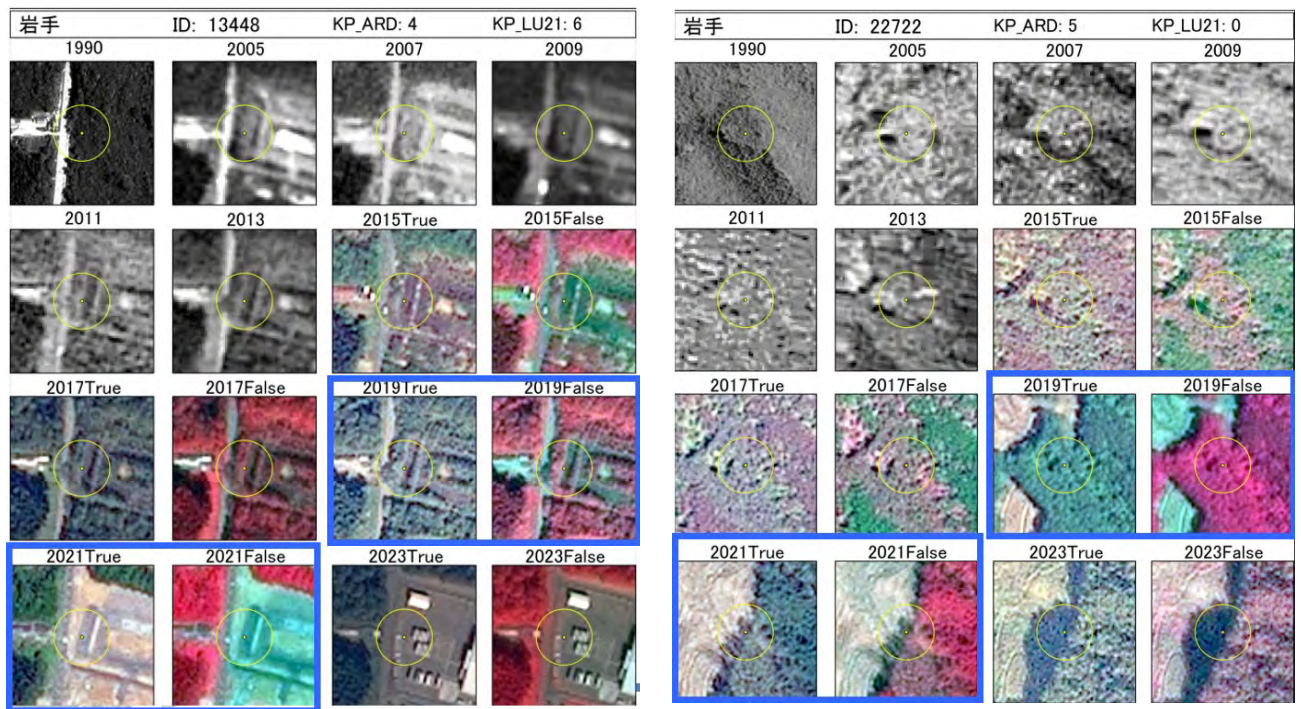 岩手 ID: 13448 KP_ARD: 4 KP_LU21: 6
1990 2005 2007 2009
2011 2013 2015True 2015False
2017True 2017False 2019True 2019False
2021True 2021False 2023True 2023False
岩手 ID: 22722 KP_ARD: 5 KP_LU21: 0
1990 2005 2007 2009
2011 2013 2015True 2015False
2017True 2017False 2019True 2019False
2021True 2021False 2023True 2023False